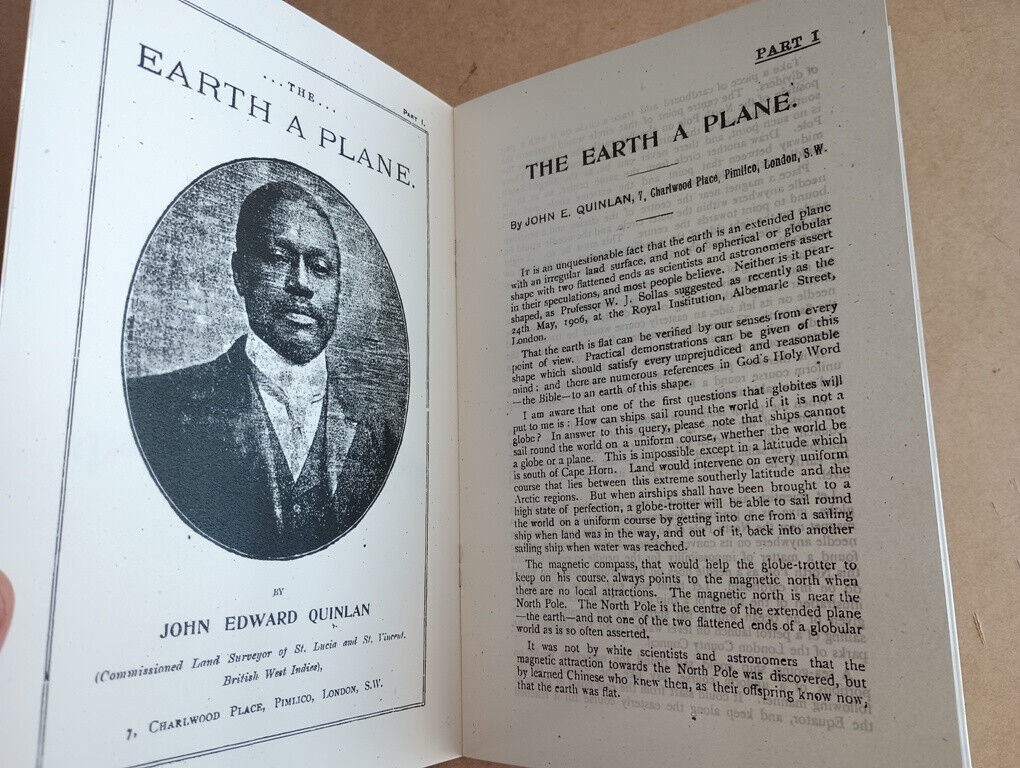 ...THE...
Part I.
EARTH A PLANE.
BY
JOHN EDWARD QUINLAN
(Commissioned Land Surveyor of St. Lucia and St. Vincent,
British West Indies),
7, CHARLWOOD PLACE, PIMLICO, LONDON, S.W.
PART I
THE EARTH A PLANE.
By JOHN E. QUINLAN, 7, Charlwood Place, Pimlico, London, S.W.
IT is an unquestionable fact that the earth is an extended plane
with an irregular land surface, and not of spherical or globular
shape with two flattened ends as scientists and astronomers assert
in their speculations, and most people believe. Neither is it pear-
shaped, as Professor W. J. Sollas suggested as recently as the
24th May, 1906, at the Royal Institution, Albemarle Street,
London.
That the earth is flat can be verified by our senses from every
point of view. Practical demonstrations can be given of this
shape which should satisfy every unprejudiced and reasonable
mind; and there are numerous references in God's Holy Word
—the Bible—to an earth of this shape.
I am aware that one of the first questions that globites will
put to me is: How can ships sail round the world if it is not a
globe? In answer to this query, please note that ships cannot
sail round the world on a uniform course, whether the world be
a globe or a plane. This is impossible except in a latitude which
is south of Cape Horn. Land would intervene on every uniform
course that lies between this extreme southerly latitude and the
Arctic regions. But when airships shall have been brought to a
high state of perfection, a globe-trotter will be able to sail round
the world on a uniform course by getting into one from a sailing
ship when land was in the way, and out of it, back into another
sailing ship when water was reached.
The magnetic compass, that would help the globe-trotter to
keep on his course, always points to the magnetic north when
there are no local attractions. The magnetic north is near the
North Pole. The North Pole is the centre of the extended plane
—the earth—and not one of the two flattened ends of a globular
world as is so often asserted.
It was not by white scientists and astronomers that the
magnetic attraction towards the North Pole was discovered, but
by learned Chinese who knew then, as their offspring know now,
that the earth was flat.